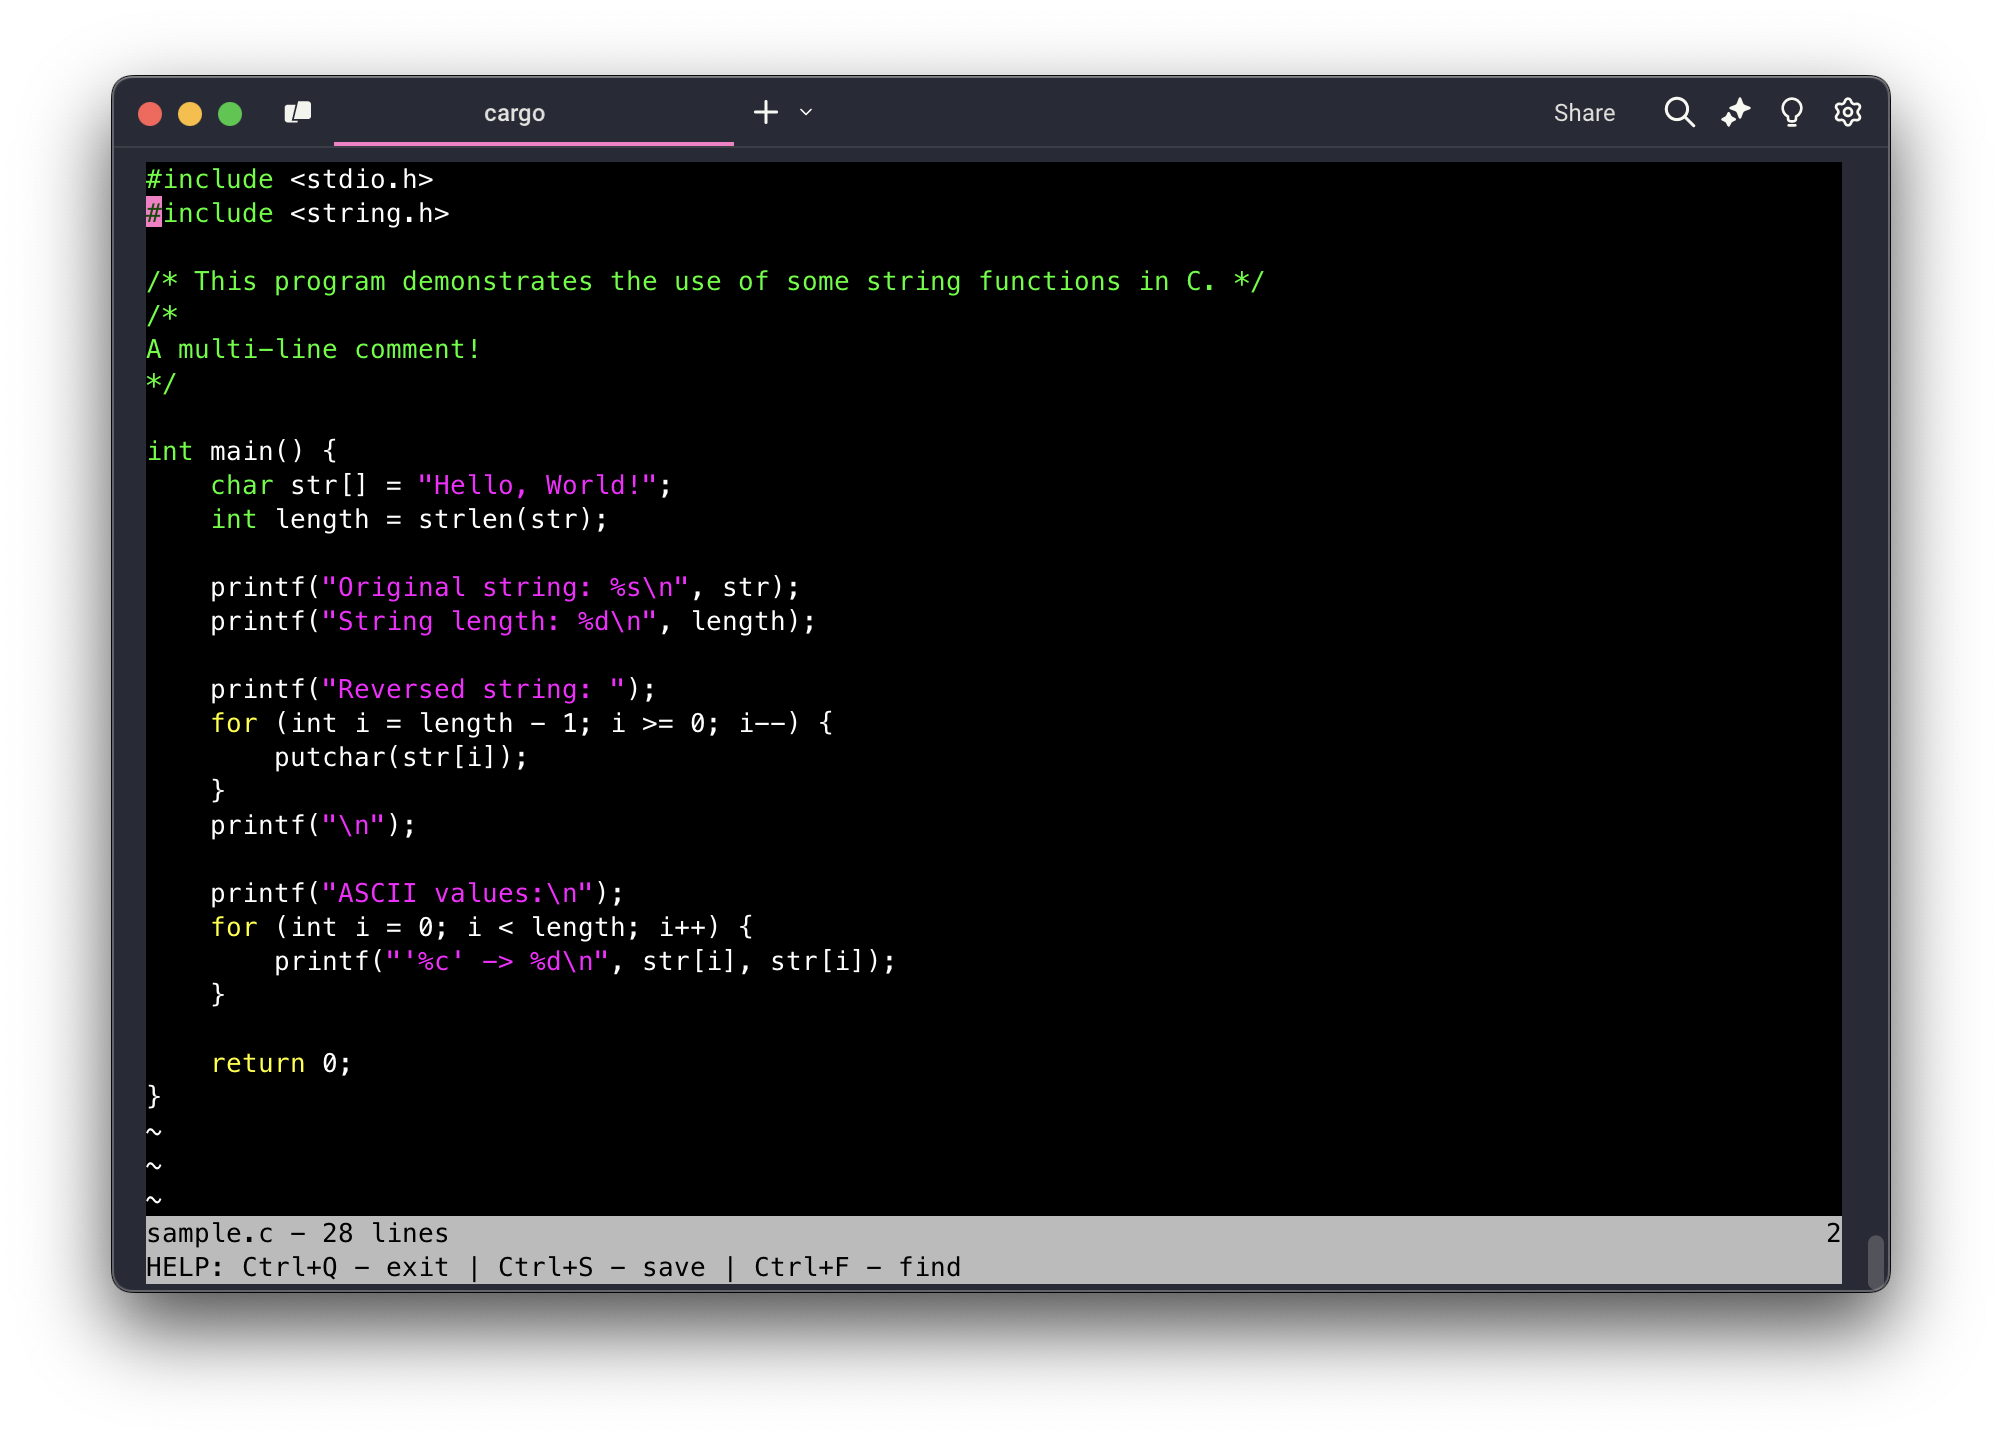 cargo
Share
#include <stdio.h>
#include <string.h>

/* This program demonstrates the use of some string functions in C. */
/*
A multi-line comment!
*/

int main() {
    char str[] = "Hello, World!";
    int length = strlen(str);

    printf("Original string: %s\n", str);
    printf("String length: %d\n", length);

    printf("Reversed string: ");
    for (int i = length - 1; i >= 0; i--) {
        putchar(str[i]);
    }
    printf("\n");

    printf("ASCII values:\n");
    for (int i = 0; i < length; i++) {
        printf("'%c' -> %d\n", str[i], str[i]);
    }

    return 0;
}
~
~
~
sample.c - 28 lines 2
HELP: Ctrl+Q - exit | Ctrl+S - save | Ctrl+F - find